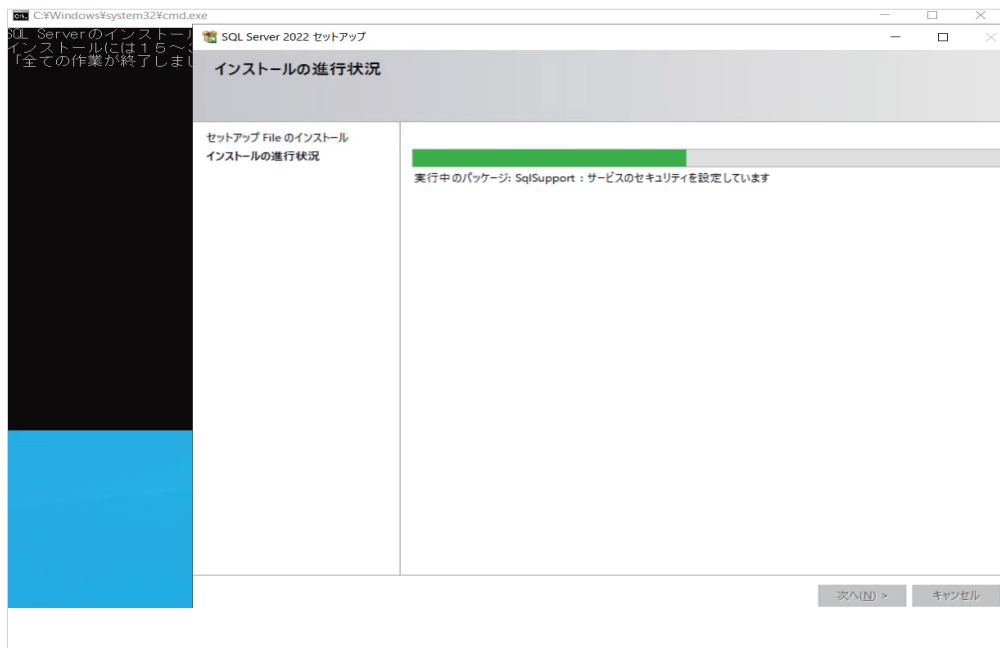 C:¥Windows¥system32¥cmd.exe
SQL Serverのインストー
インストールには１５～
「全ての作業が終了しまし
SQL Server 2022 セットアップ
インストールの進行状況
セットアップ File のインストール
インストールの進行状況
実行中のパッケージ: SqlSupport : サービスのセキュリティを設定しています
次へ(N) >
キャンセル